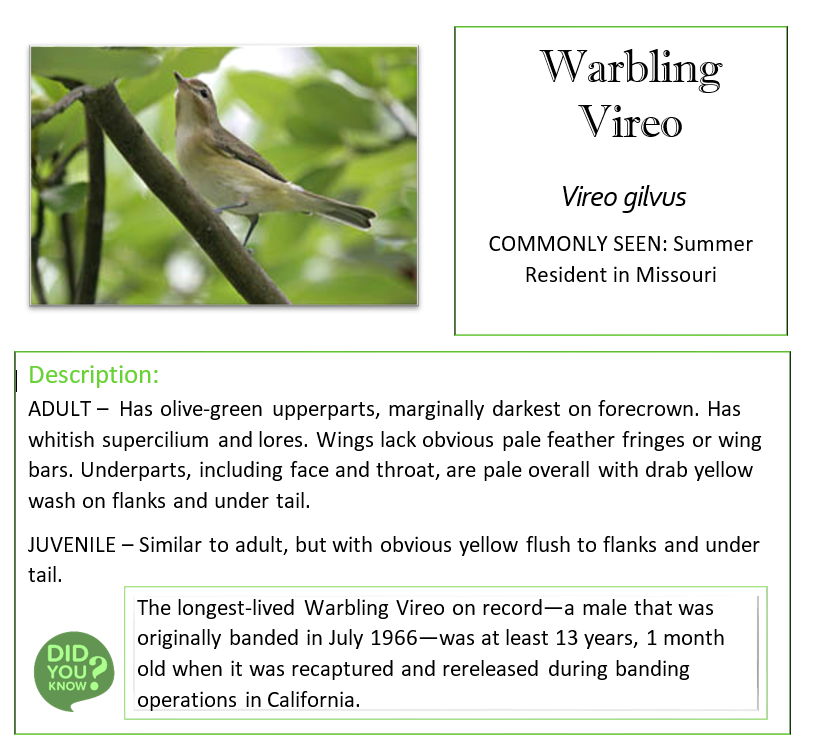 Warbling
Vireo
Vireo gilvus
COMMONLY SEEN: Summer
Resident in Missouri
Description:
ADULT – Has olive-green upperparts, marginally darkest on forecrown. Has
whitish supercilium and lores. Wings lack obvious pale feather fringes or wing
bars. Underparts, including face and throat, are pale overall with drab yellow
wash on flanks and under tail.
JUVENILE – Similar to adult, but with obvious yellow flush to flanks and under
tail.
The longest-lived Warbling Vireo on record—a male that was
originally banded in July 1966—was at least 13 years, 1 month
old when it was recaptured and rereleased during banding
operations in California.
DID
YOU
KNOW
?